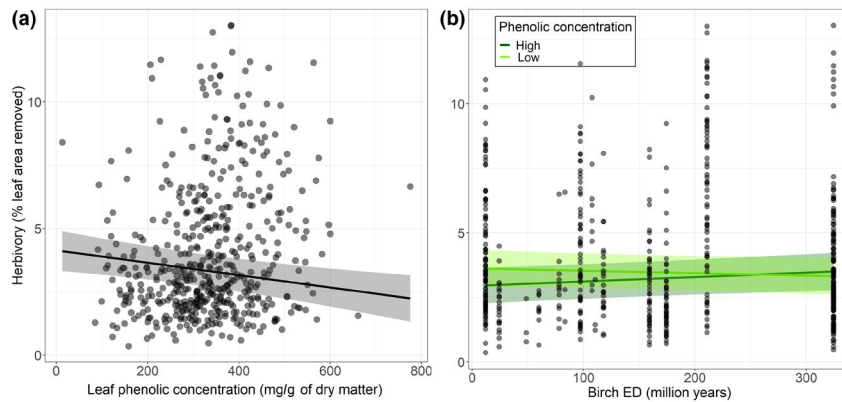 (a)
Herbivory (% leaf area removed)
10
5
0
0 200 400 600 800
Leaf phenolic concentration (mg/g of dry matter)
(b)
Phenolic concentration
High
Low
10
5
0
0 100 200 300
Birch ED (million years)